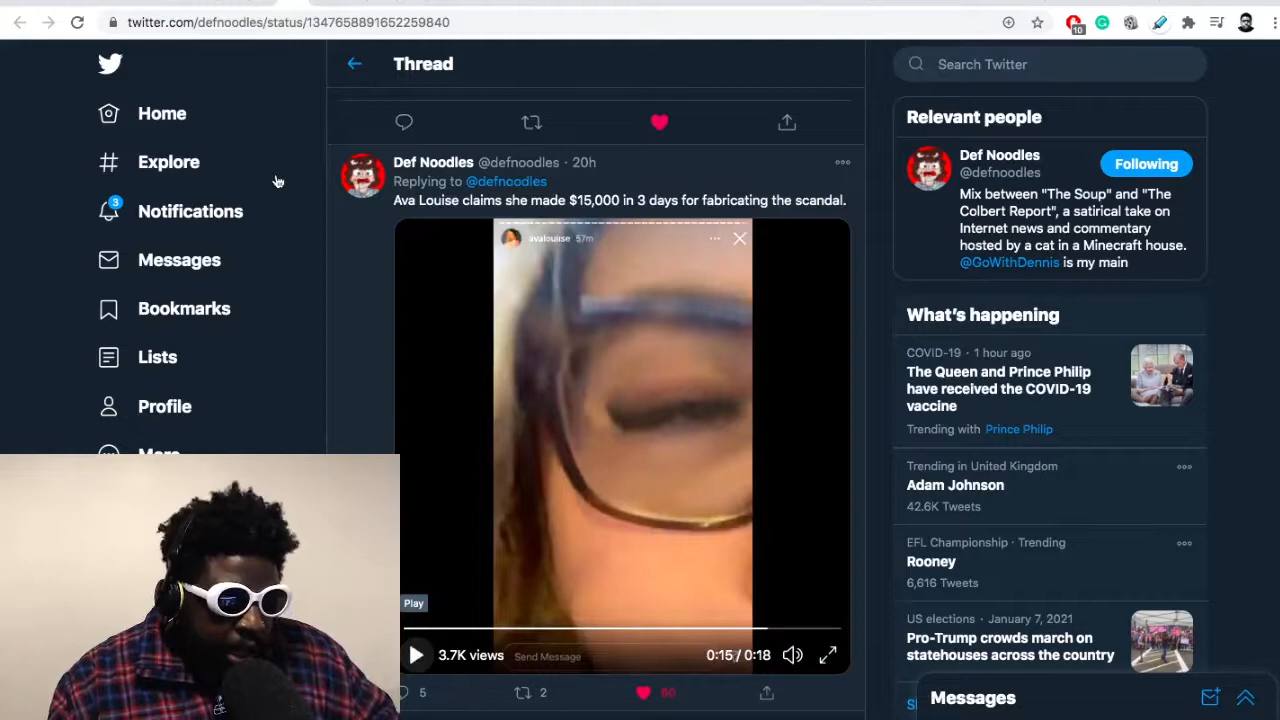 twitter.com/defnoodles/status/1347658891652259840
10
Home
Explore
3
Notifications
Messages
Bookmarks
Lists
Profile
More
Thread
Def Noodles @defnoodles · 20h
Replying to @defnoodles
Ava Louise claims she made $15,000 in 3 days for fabricating the scandal.
avalouiise 57m
Play
3.7K views
Send Message
0:15 / 0:18
5
2
60
Search Twitter
Relevant people
Def Noodles
@defnoodles
Following
Mix between "The Soup" and "The
Colbert Report", a satirical take on
Internet news and commentary
hosted by a cat in a Minecraft house.
@GoWithDennis is my main
What's happening
COVID-19 · 1 hour ago
The Queen and Prince Philip
have received the COVID-19
vaccine
Trending with Prince Philip
Trending in United Kingdom
Adam Johnson
42.6K Tweets
EFL Championship · Trending
Rooney
6,616 Tweets
US elections · January 7, 2021
Pro-Trump crowds march on
statehouses across the country
Messages